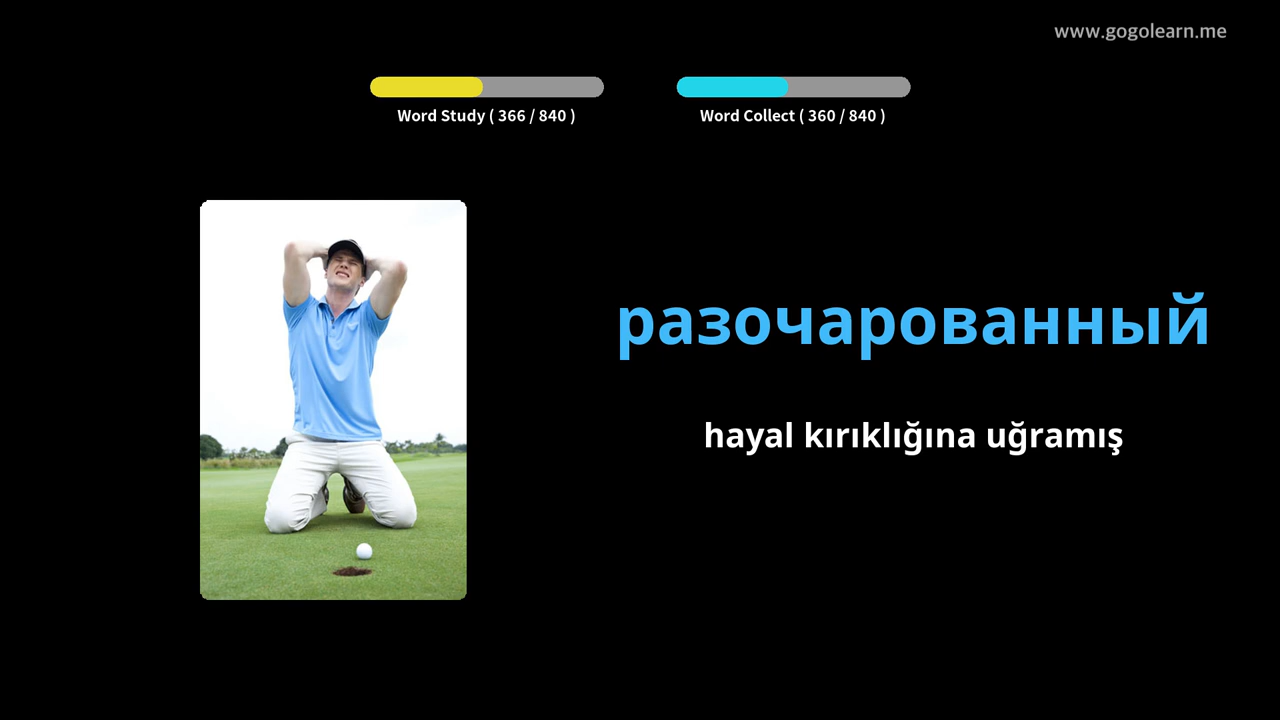 www.gogolearn.me
Word Study ( 366 / 840 )
Word Collect ( 360 / 840 )
разочарованный
hayal kırıklığına uğramış